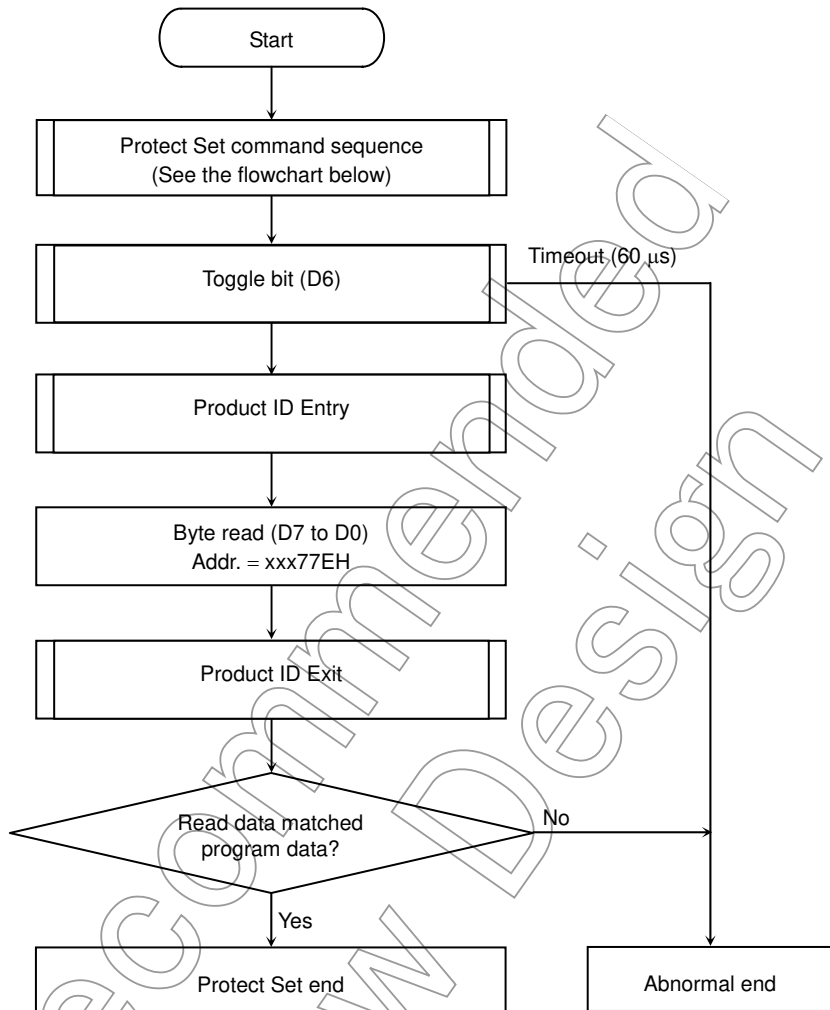 Start
Protect Set command sequence
(See the flowchart below)
Timeout (60 μs)
Toggle bit (D6)
Product ID Entry
Byte read (D7 to D0)
Addr. = xxx77EH
Product ID Exit
Read data matched
program data?
No
Yes
Protect Set end
Abnormal end
ecommended
w Design